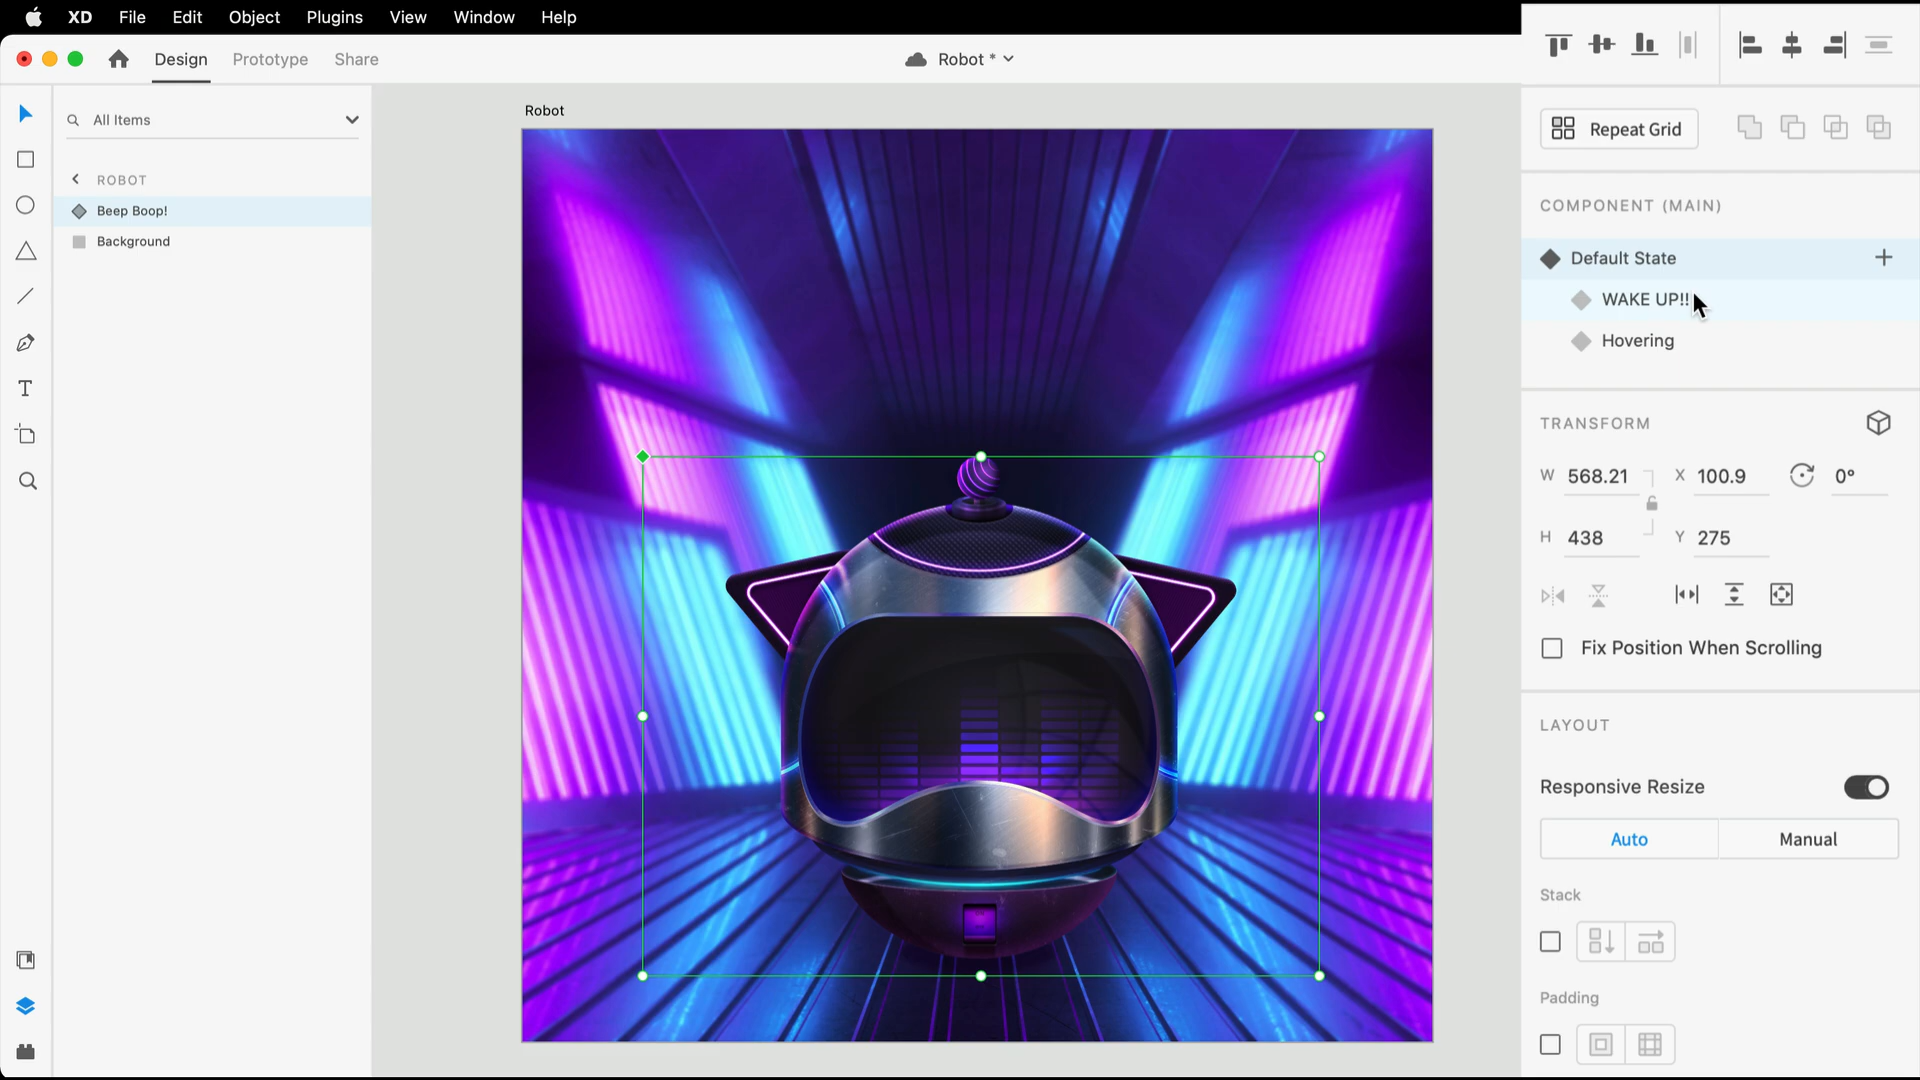 XD File Edit Object Plugins View Window Help
Design Prototype Share
Robot *
All Items
ROBOT
Beep Boop!
Background
Robot
Repeat Grid
COMPONENT (MAIN)
Default State
WAKE UP!!
Hovering
TRANSFORM
W 568.21 X 100.9 0°
H 438 Y 275
Fix Position When Scrolling
LAYOUT
Responsive Resize
Auto Manual
Stack
Padding